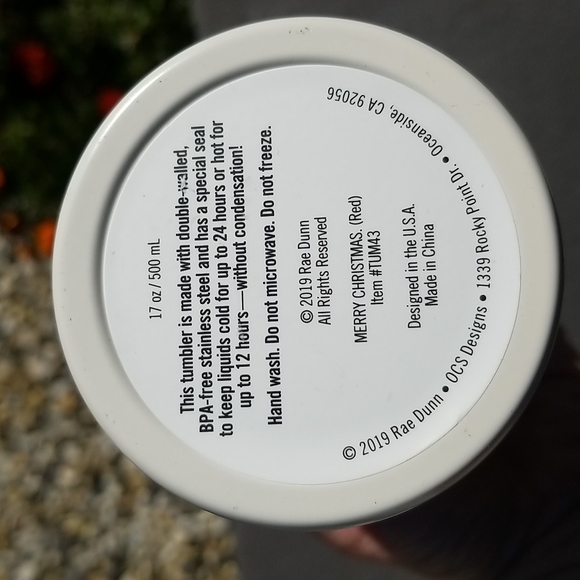 17 oz / 500 mL
This tumbler is made with double-walled,
BPA-free stainless steel and has a special seal
to keep liquids cold for up to 24 hours or hot for
up to 12 hours—without condensation!
Hand wash. Do not microwave. Do not freeze.
© 2019 Rae Dunn
All Rights Reserved
MERRY CHRISTMAS. (Red)
Item #TUM43
Designed in the U.S.A.
Made in China
© 2019 Rae Dunn • OCS Designs • 1339 Rocky Point Dr. • Oceanside, CA 92056